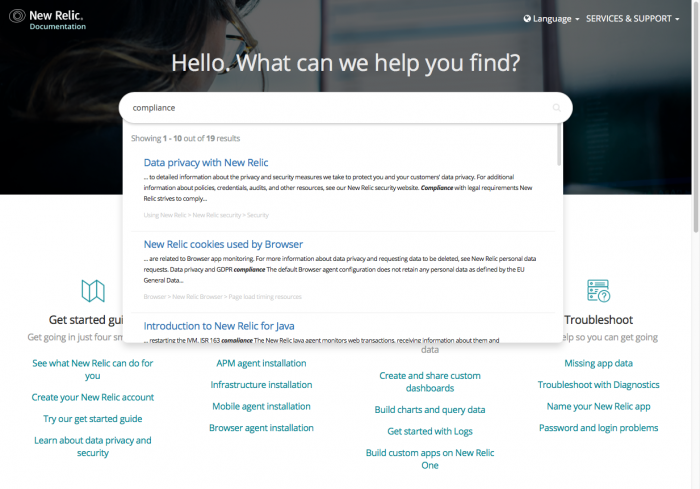 New Relic.
Documentation
Language
SERVICES & SUPPORT
Hello. What can we help you find?
compliance
Showing 1 - 10 out of 19 results
Data privacy with New Relic
... to detailed information about the privacy and security measures we take to protect you and your customers' data privacy. For additional
information about policies, credentials, audits, and other resources, see our New Relic security website. Compliance with legal requirements New
Relic strives to comply...
Using New Relic > New Relic security > Security
New Relic cookies used by Browser
... are related to Browser app monitoring. For more information about data privacy and requesting data to be deleted, see New Relic personal data
requests. Data privacy and GDPR compliance The default Browser agent configuration does not retain any personal data as defined by the EU
General Data...
Browser > New Relic Browser > Page load timing resources
Introduction to New Relic for Java
... restarting the JVM. JSR 163 compliance The New Relic Java agent monitors web transactions, receiving information about them and
Get started gui
Going in just four sm
See what New Relic can do for
you
Create your New Relic account
Try our get started guide
Learn about data privacy and
security
APM agent installation
Infrastructure installation
Mobile agent installation
Browser agent installation
data
Create and share custom
dashboards
Build charts and query data
Get started with Logs
Build custom apps on New Relic
One
Troubleshoot
elp so you can get going
Missing app data
Troubleshoot with Diagnostics
Name your New Relic app
Password and login problems